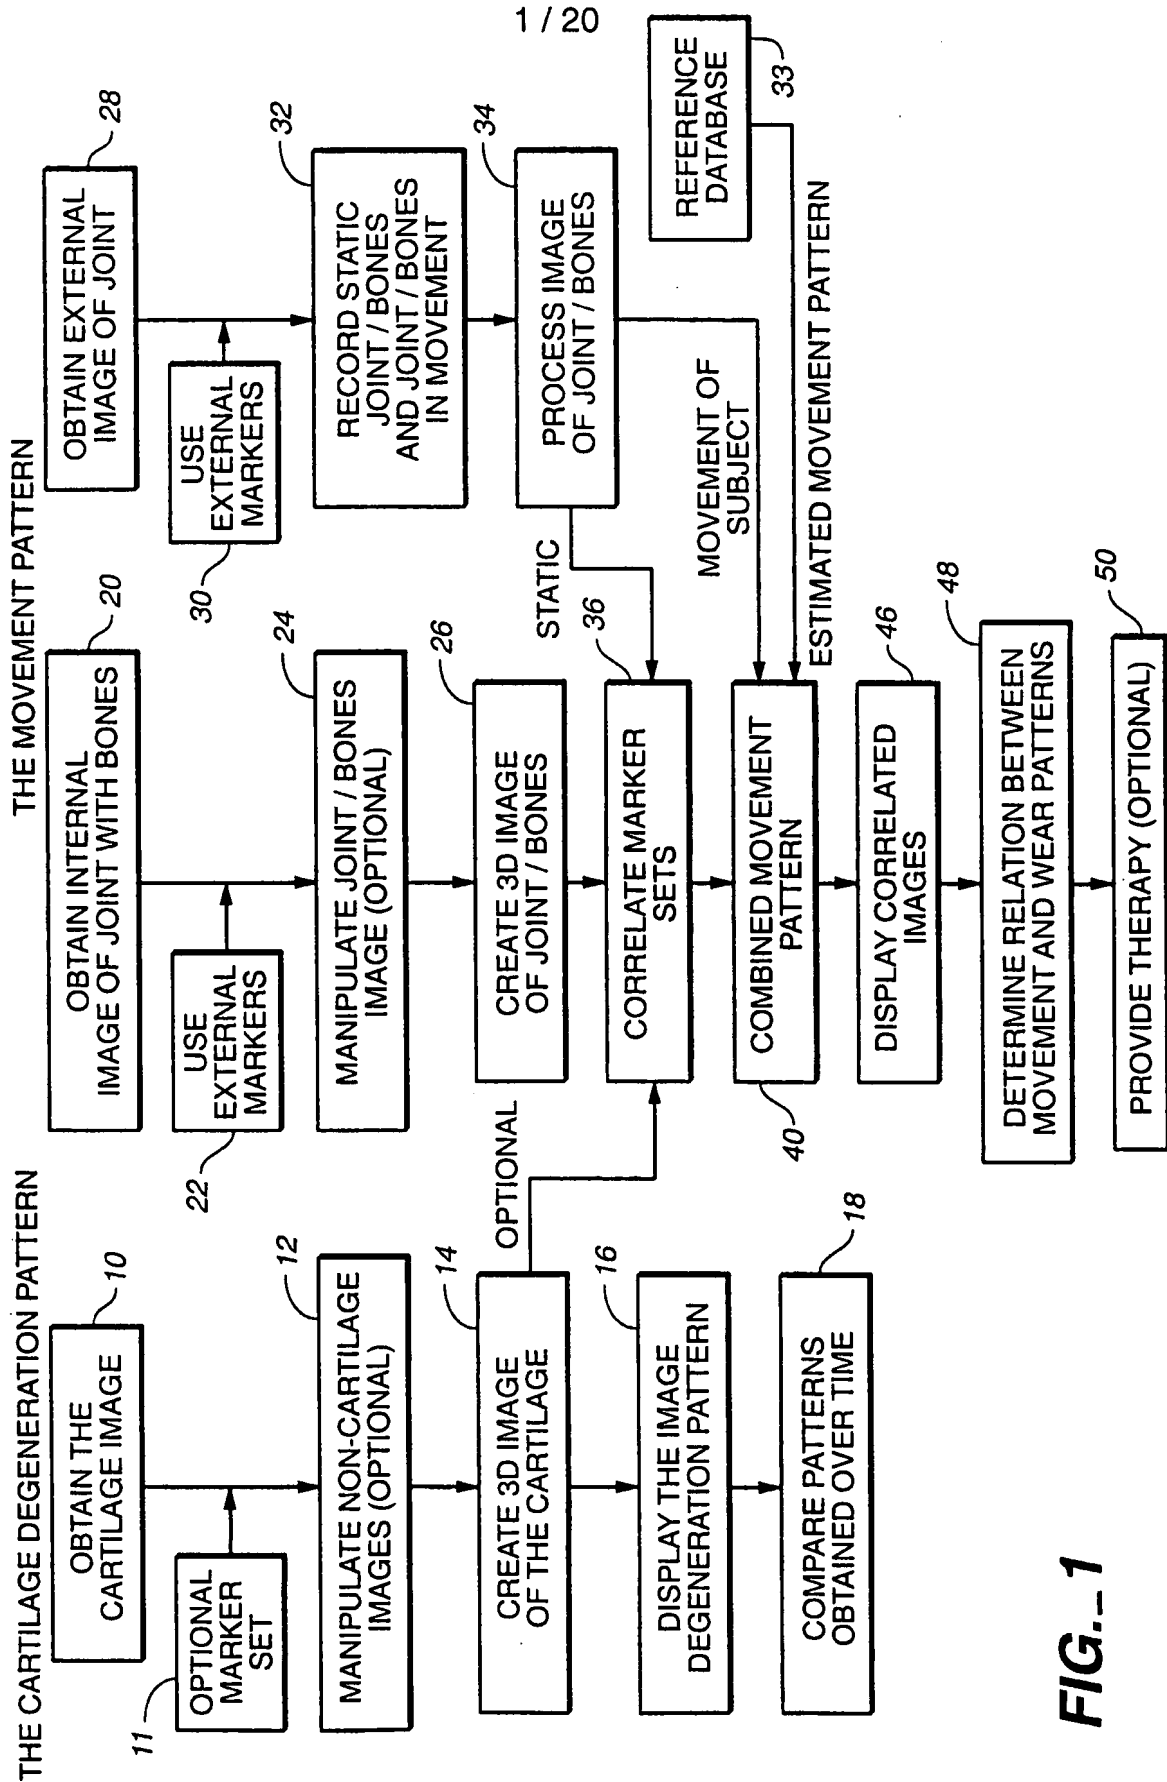 1 / 20
THE CARTILAGE DEGENERATION PATTERN
10
OBTAIN THE
CARTILAGE IMAGE
11
OPTIONAL
MARKER
SET
12
MANIPULATE NON-CARTILAGE
IMAGES (OPTIONAL)
14
CREATE 3D IMAGE
OF THE CARTILAGE
OPTIONAL
16
DISPLAY THE IMAGE
DEGENERATION PATTERN
18
COMPARE PATTERNS
OBTAINED OVER TIME
THE MOVEMENT PATTERN
20
OBTAIN INTERNAL
IMAGE OF JOINT WITH BONES
22
USE
EXTERNAL
MARKERS
24
MANIPULATE JOINT / BONES
IMAGE (OPTIONAL)
26
CREATE 3D IMAGE
OF JOINT / BONES
36
CORRELATE MARKER
SETS
40
COMBINED MOVEMENT
PATTERN
46
DISPLAY CORRELATED
IMAGES
48
DETERMINE RELATION BETWEEN
MOVEMENT AND WEAR PATTERNS
50
PROVIDE THERAPY (OPTIONAL)
28
OBTAIN EXTERNAL
IMAGE OF JOINT
30
USE
EXTERNAL
MARKERS
32
RECORD STATIC
JOINT / BONES
AND JOINT / BONES
IN MOVEMENT
34
PROCESS IMAGE
OF JOINT / BONES
STATIC
MOVEMENT OF
SUBJECT
33
REFERENCE
DATABASE
ESTIMATED MOVEMENT PATTERN
FIG._1